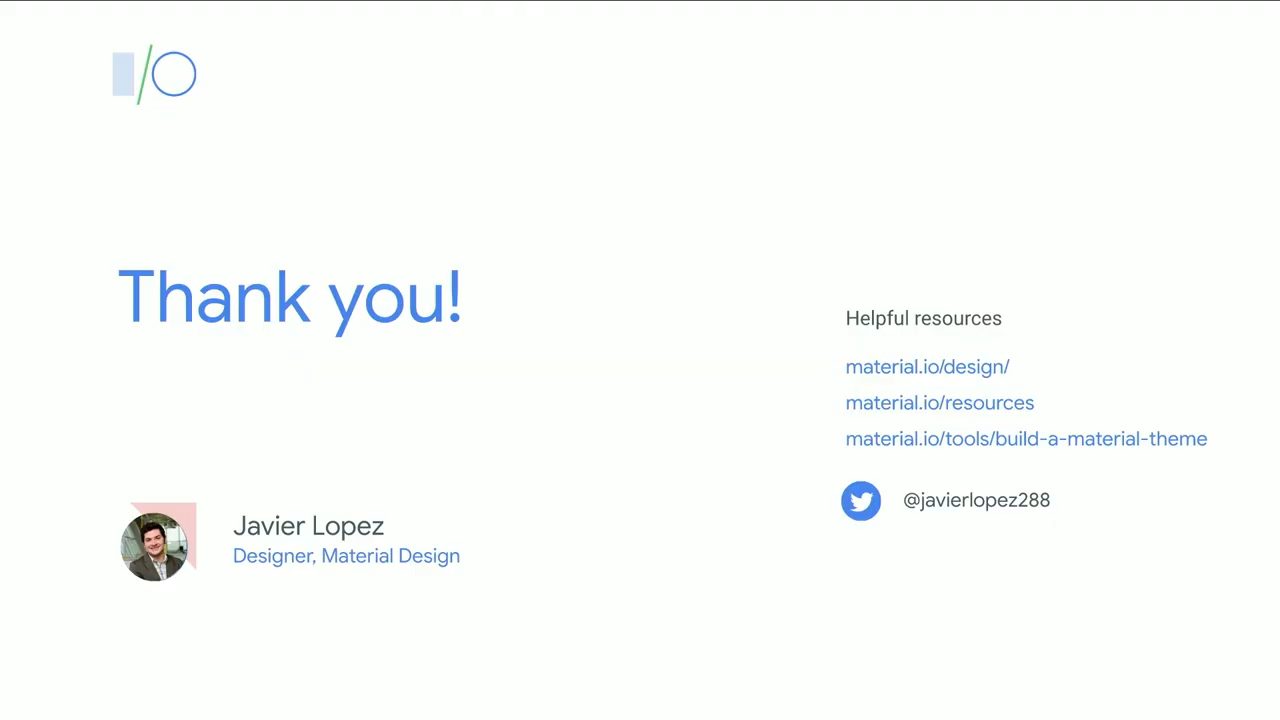 I/O
Thank you!
Helpful resources
material.io/design/
material.io/resources
material.io/tools/build-a-material-theme
@javierlopez288
Javier Lopez
Designer, Material Design